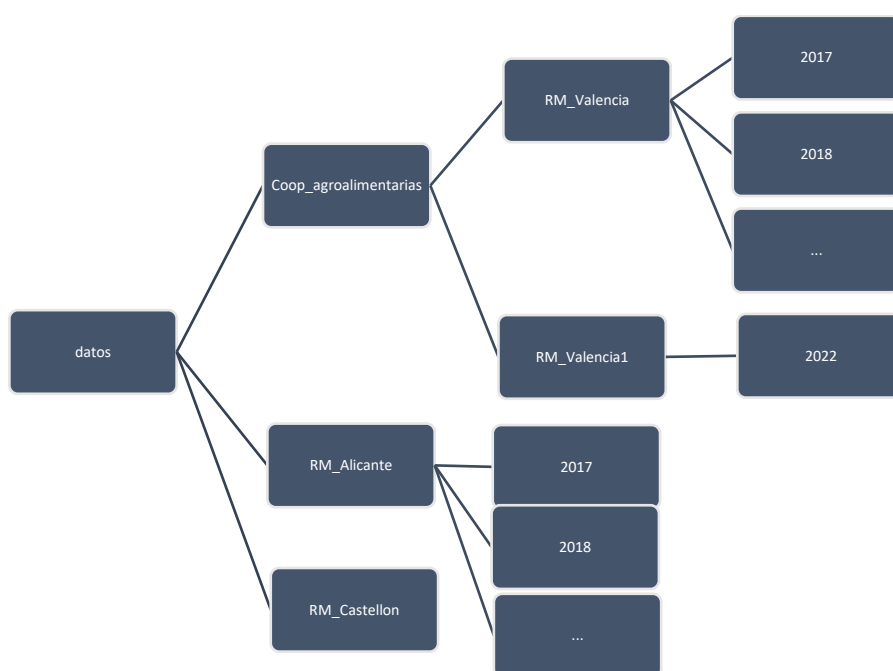 2017
RM_Valencia
2018
Coop_agroalimentarias
...
datos
RM_Valencia1
2022
RM_Alicante
2017
2018
RM_Castellon
...